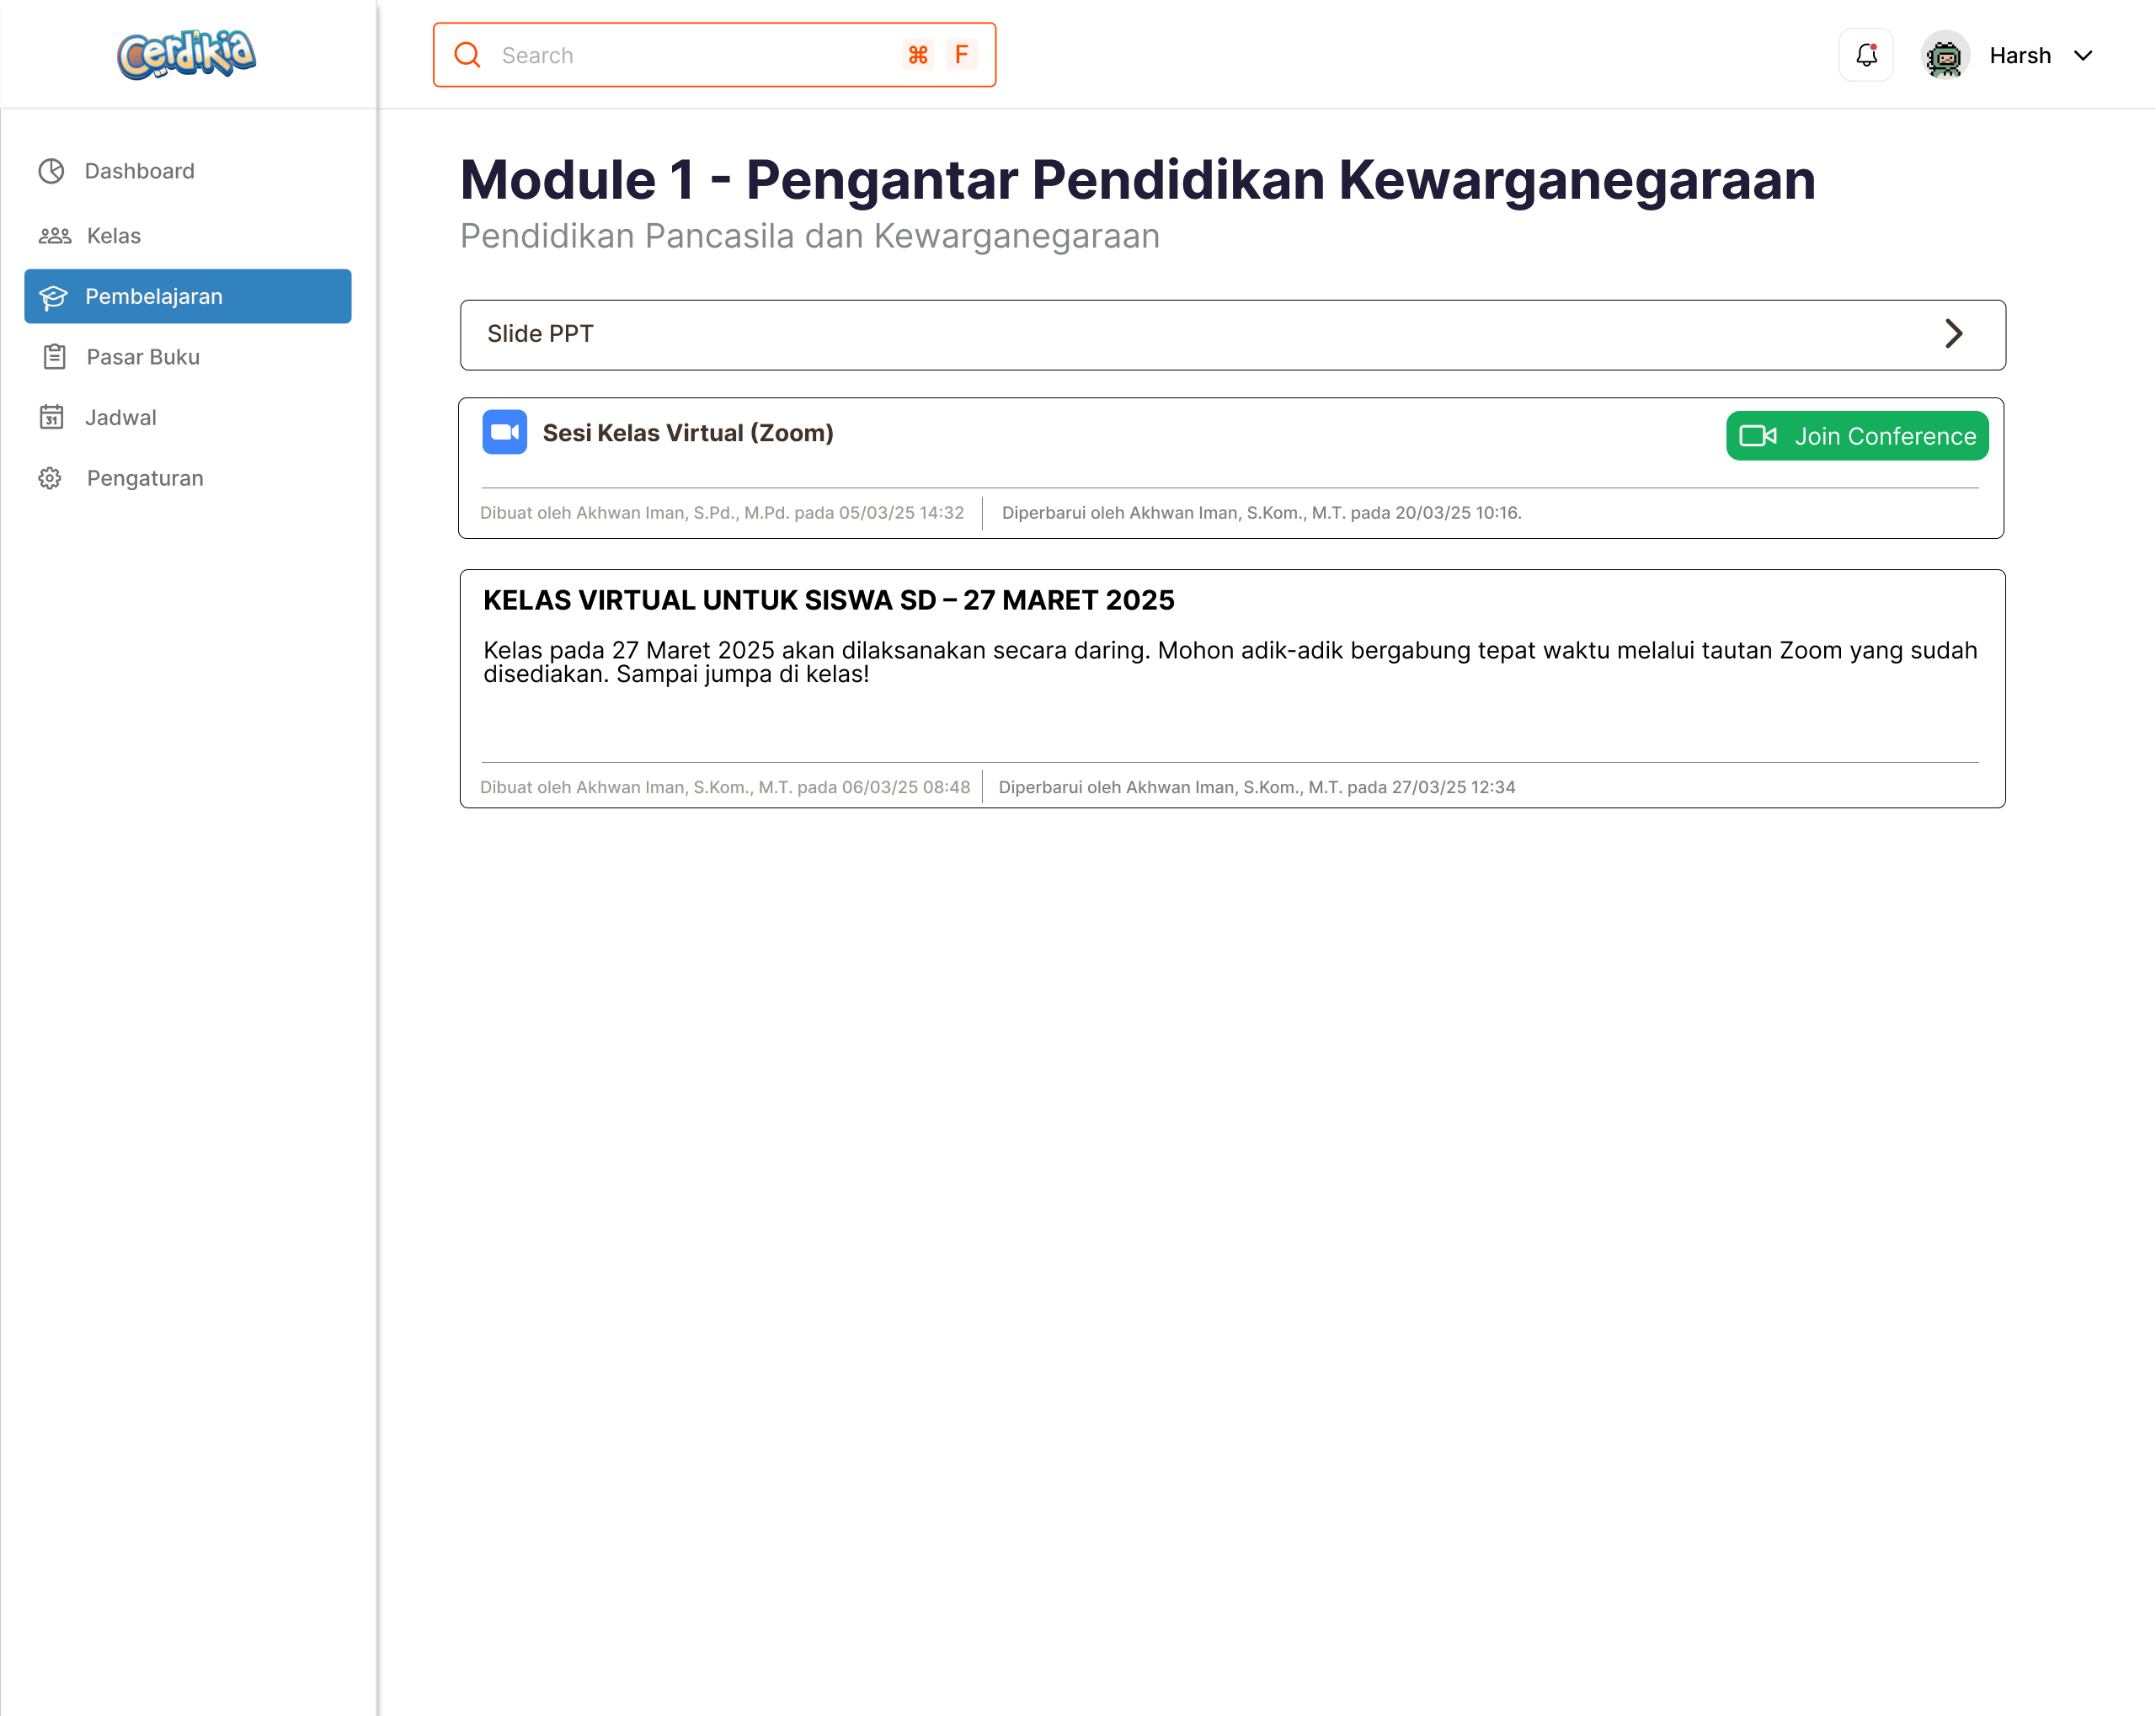 Cerdikia
Search
⌘ F
Harsh
Dashboard
Kelas
Pembelajaran
Pasar Buku
31
Jadwal
Pengaturan
Module 1 - Pengantar Pendidikan Kewarganegaraan
Pendidikan Pancasila dan Kewarganegaraan
Slide PPT
Sesi Kelas Virtual (Zoom)
Join Conference
Dibuat oleh Akhwan Iman, S.Pd., M.Pd. pada 05/03/25 14:32
Diperbarui oleh Akhwan Iman, S.Kom., M.T. pada 20/03/25 10:16.
KELAS VIRTUAL UNTUK SISWA SD – 27 MARET 2025
Kelas pada 27 Maret 2025 akan dilaksanakan secara daring. Mohon adik-adik bergabung tepat waktu melalui tautan Zoom yang sudah
disediakan. Sampai jumpa di kelas!
Dibuat oleh Akhwan Iman, S.Kom., M.T. pada 06/03/25 08:48
Diperbarui oleh Akhwan Iman, S.Kom., M.T. pada 27/03/25 12:34